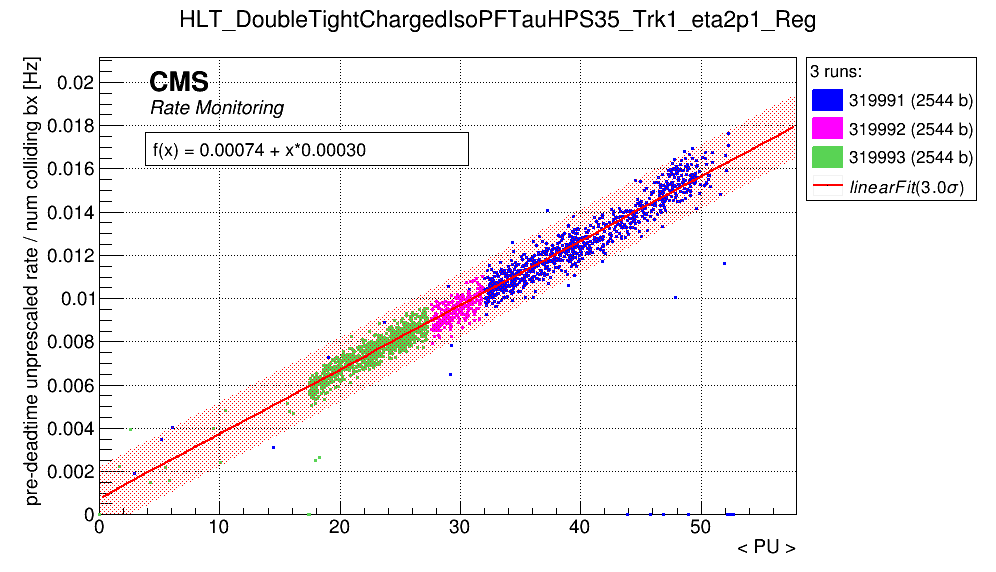 HLT_DoubleTightChargedIsoPFTauHPS35_Trk1_eta2p1_Reg
pre-deadtime unprescaled rate / num colliding bx [Hz]
CMS
Rate Monitoring
f(x) = 0.00074 + x*0.00030
0.02
0.018
0.016
0.014
0.012
0.01
0.008
0.006
0.004
0.002
0
0 10 20 30 40 50
< PU >
3 runs:
319991 (2544 b)
319992 (2544 b)
319993 (2544 b)
linearFit(3.0σ)